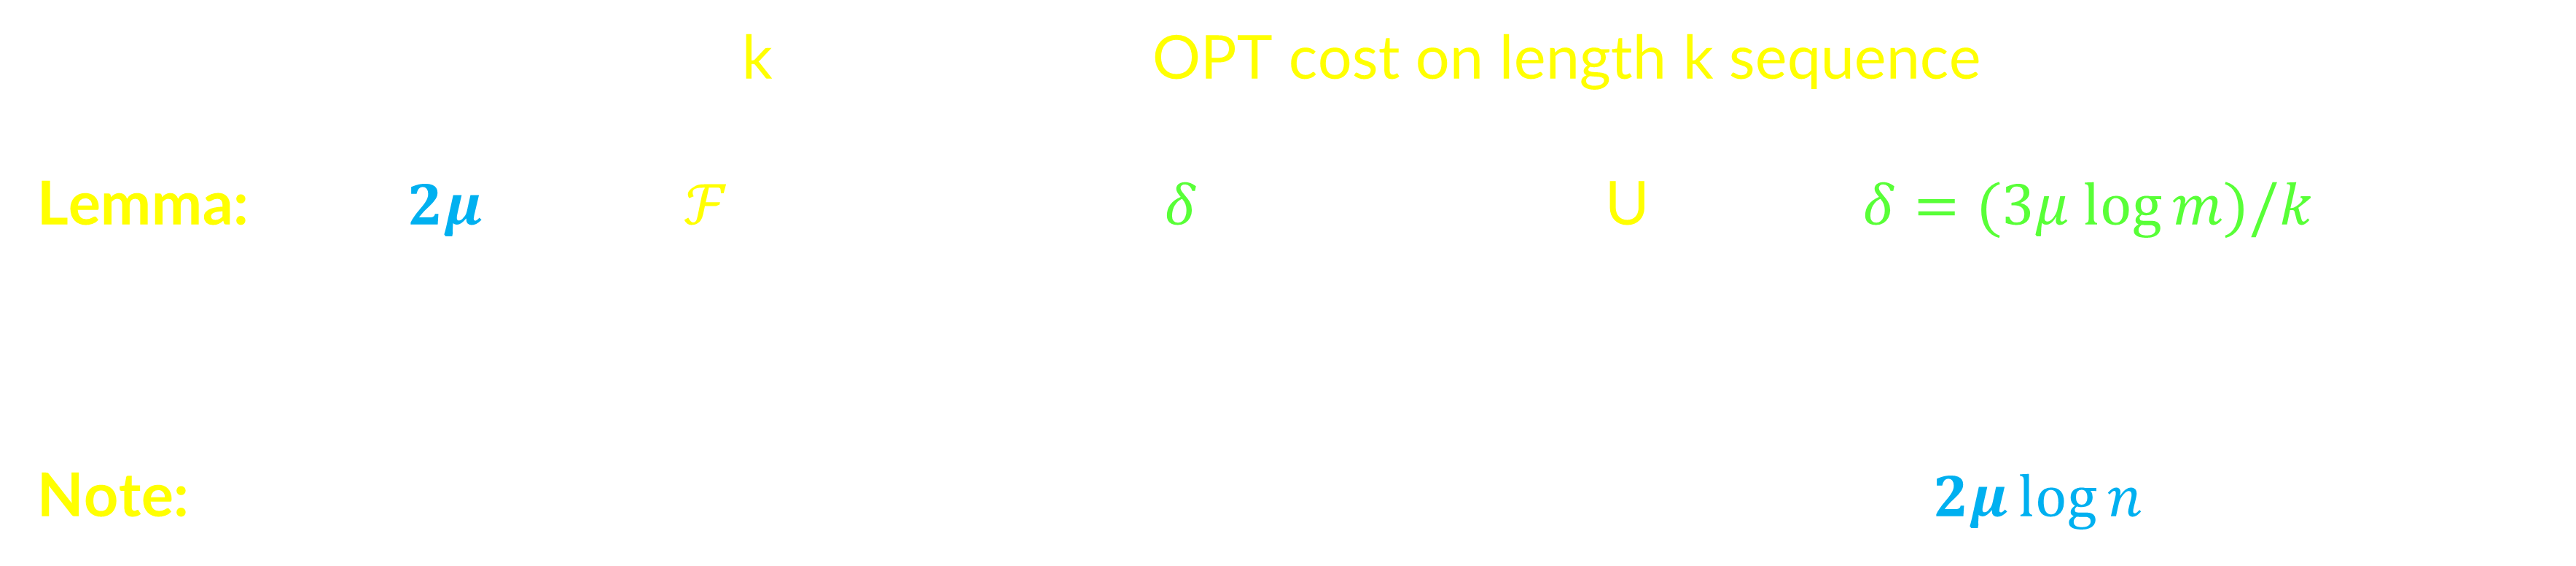 k OPT cost on length k sequence
Lemma: 2μ ℱ δ U δ = (3μ log m)/k
Note: 2μ log n